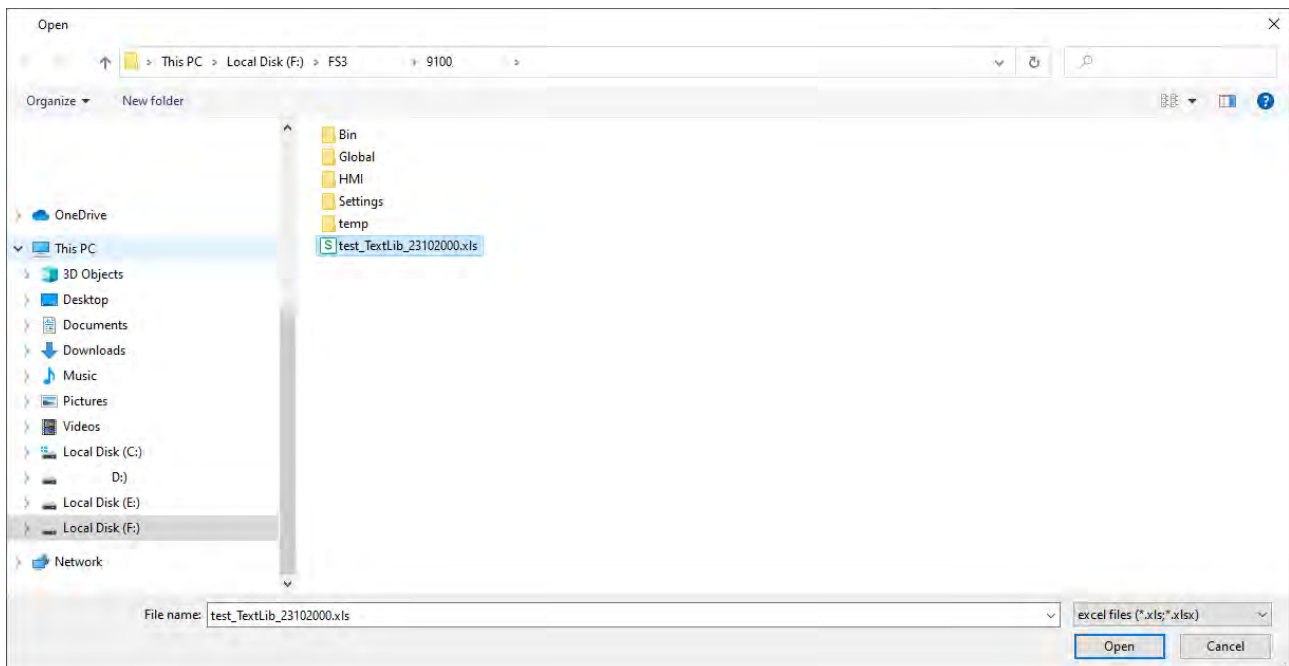 Open
> This PC > Local Disk (F:) > FS3 > 9100 >
Organize New folder
Bin
Global
HMI
Settings
temp
test_TextLib_23102000.xls
OneDrive
This PC
3D Objects
Desktop
Documents
Downloads
Music
Pictures
Videos
Local Disk (C:)
D:)
Local Disk (E:)
Local Disk (F:)
Network
File name: test_TextLib_23102000.xls excel files (*.xls;*.xlsx)
Open Cancel